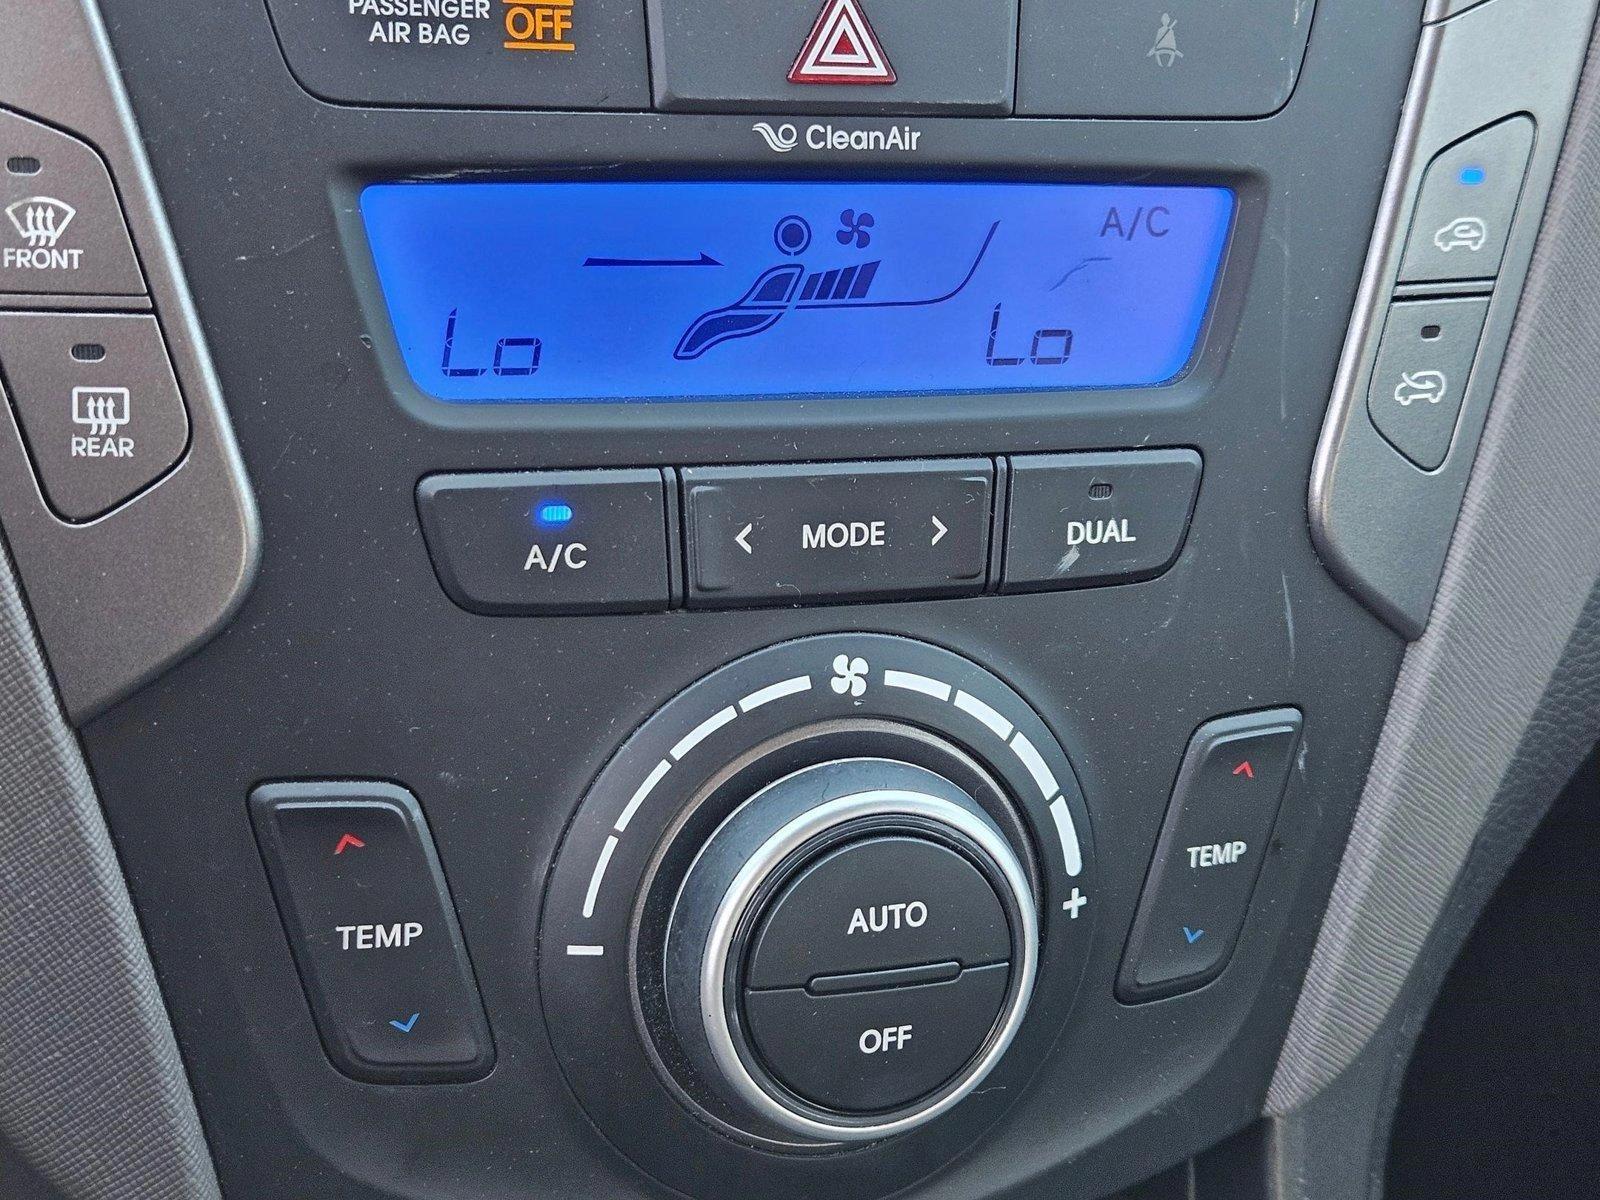 PASSENGER
AIR BAG
OFF
CleanAir
FRONT
A/C
Lo
Lo
REAR
A/C
< MODE >
DUAL
TEMP
AUTO
OFF
TEMP
- +